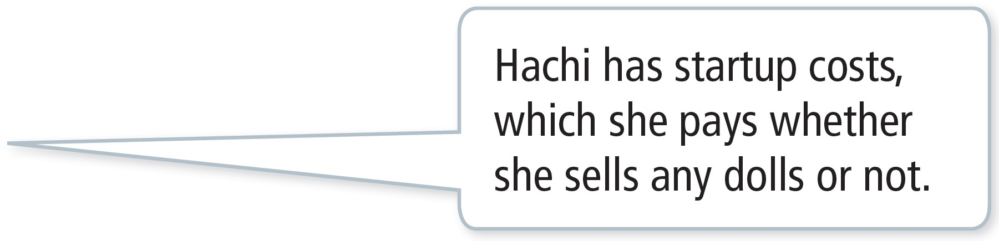 Hachi has startup costs,
which she pays whether
she sells any dolls or not.